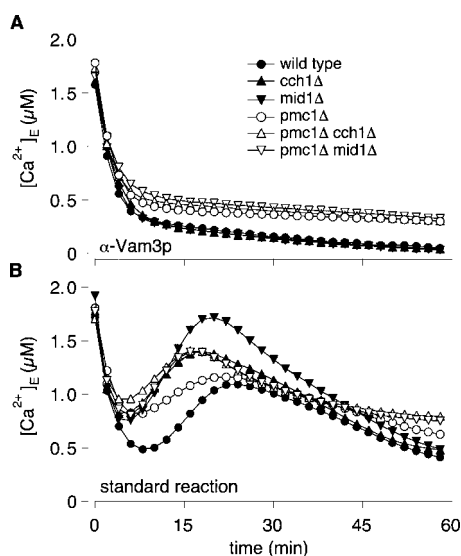 A
2.0
1.5
1.0
0.5
0
[Ca2+]E (µM)
wild type
cch1Δ
mid1Δ
pmc1Δ
pmc1Δ cch1Δ
pmc1Δ mid1Δ
α-Vam3p
B
2.0
1.5
1.0
0.5
0
[Ca2+]E (µM)
standard reaction
0 15 30 45 60
time (min)